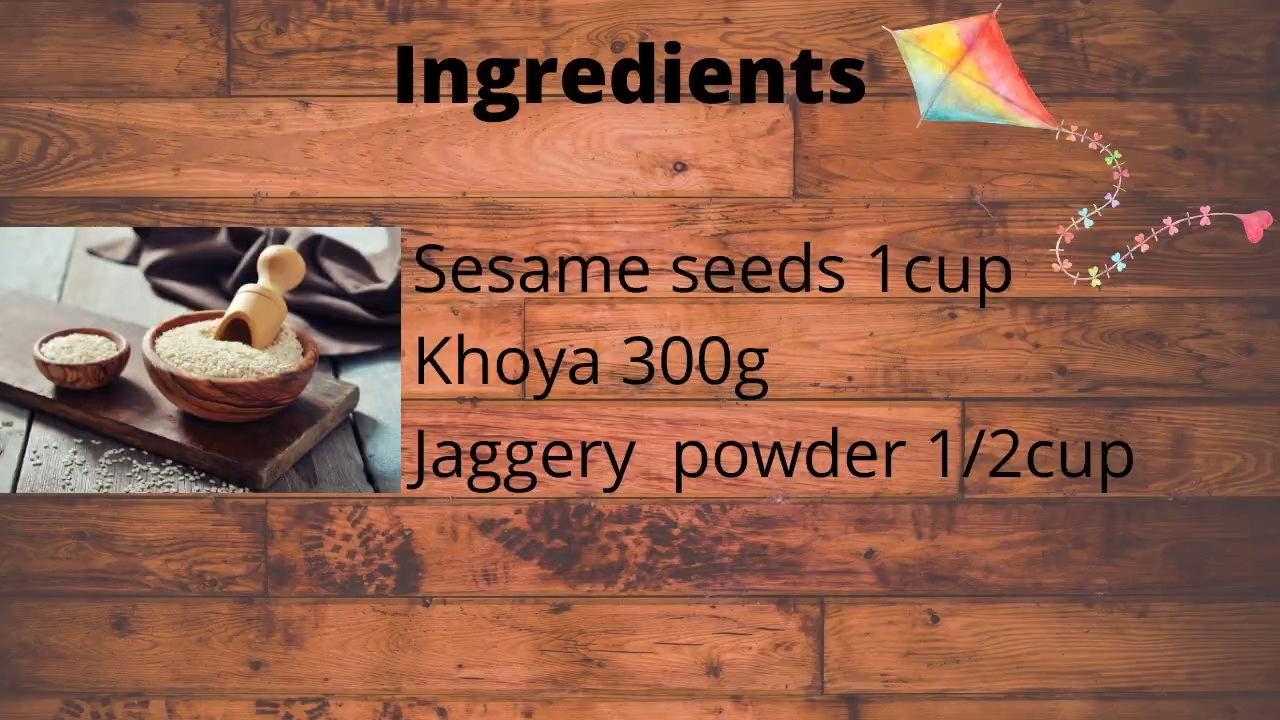 Ingredients
Sesame seeds 1cup
Khoya 300g
Jaggery  powder 1/2cup